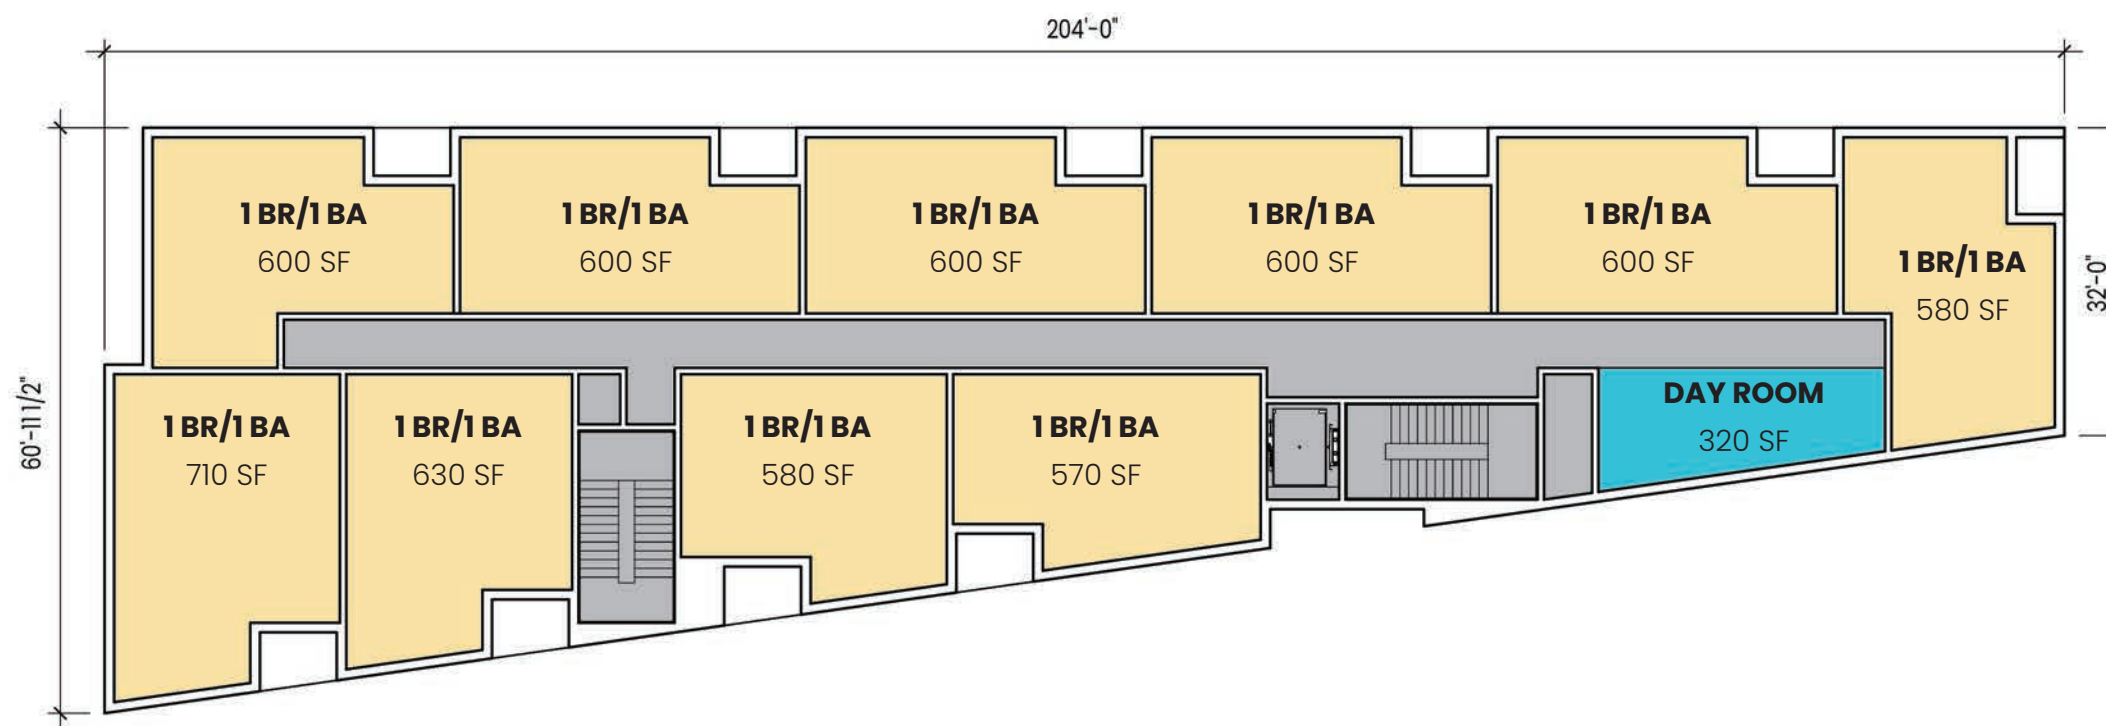 204'-0"
1 BR/1 BA
600 SF
1 BR/1 BA
600 SF
1 BR/1 BA
600 SF
1 BR/1 BA
600 SF
1 BR/1 BA
600 SF
1 BR/1 BA
580 SF
32'-0"
60'-11 1/2"
1 BR/1 BA
710 SF
1 BR/1 BA
630 SF
1 BR/1 BA
580 SF
1 BR/1 BA
570 SF
DAY ROOM
320 SF